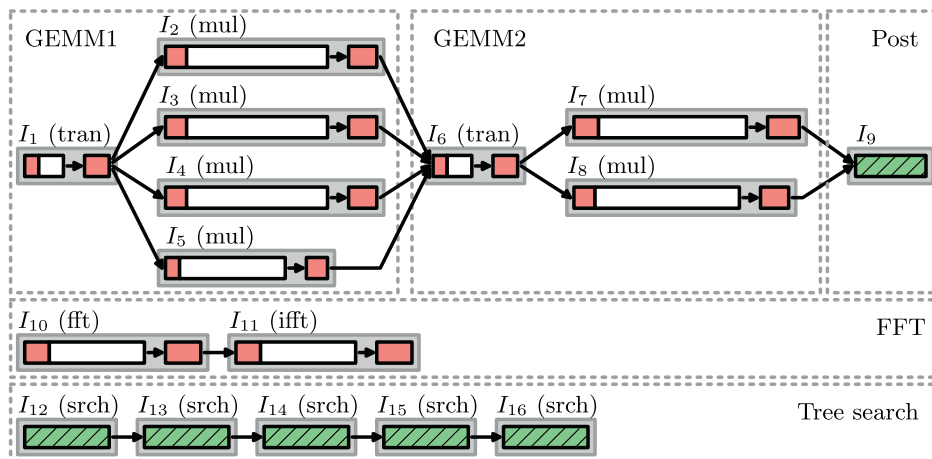 GEMM1
I₂ (mul)
GEMM2
Post
I₃ (mul)
I₇ (mul)
I₁ (tran)
I₆ (tran)
I₉
I₄ (mul)
I₈ (mul)
I₅ (mul)
I₁₀ (fft)
I₁₁ (ifft)
FFT
I₁₂ (srch)
I₁₃ (srch)
I₁₄ (srch)
I₁₅ (srch)
I₁₆ (srch)
Tree search